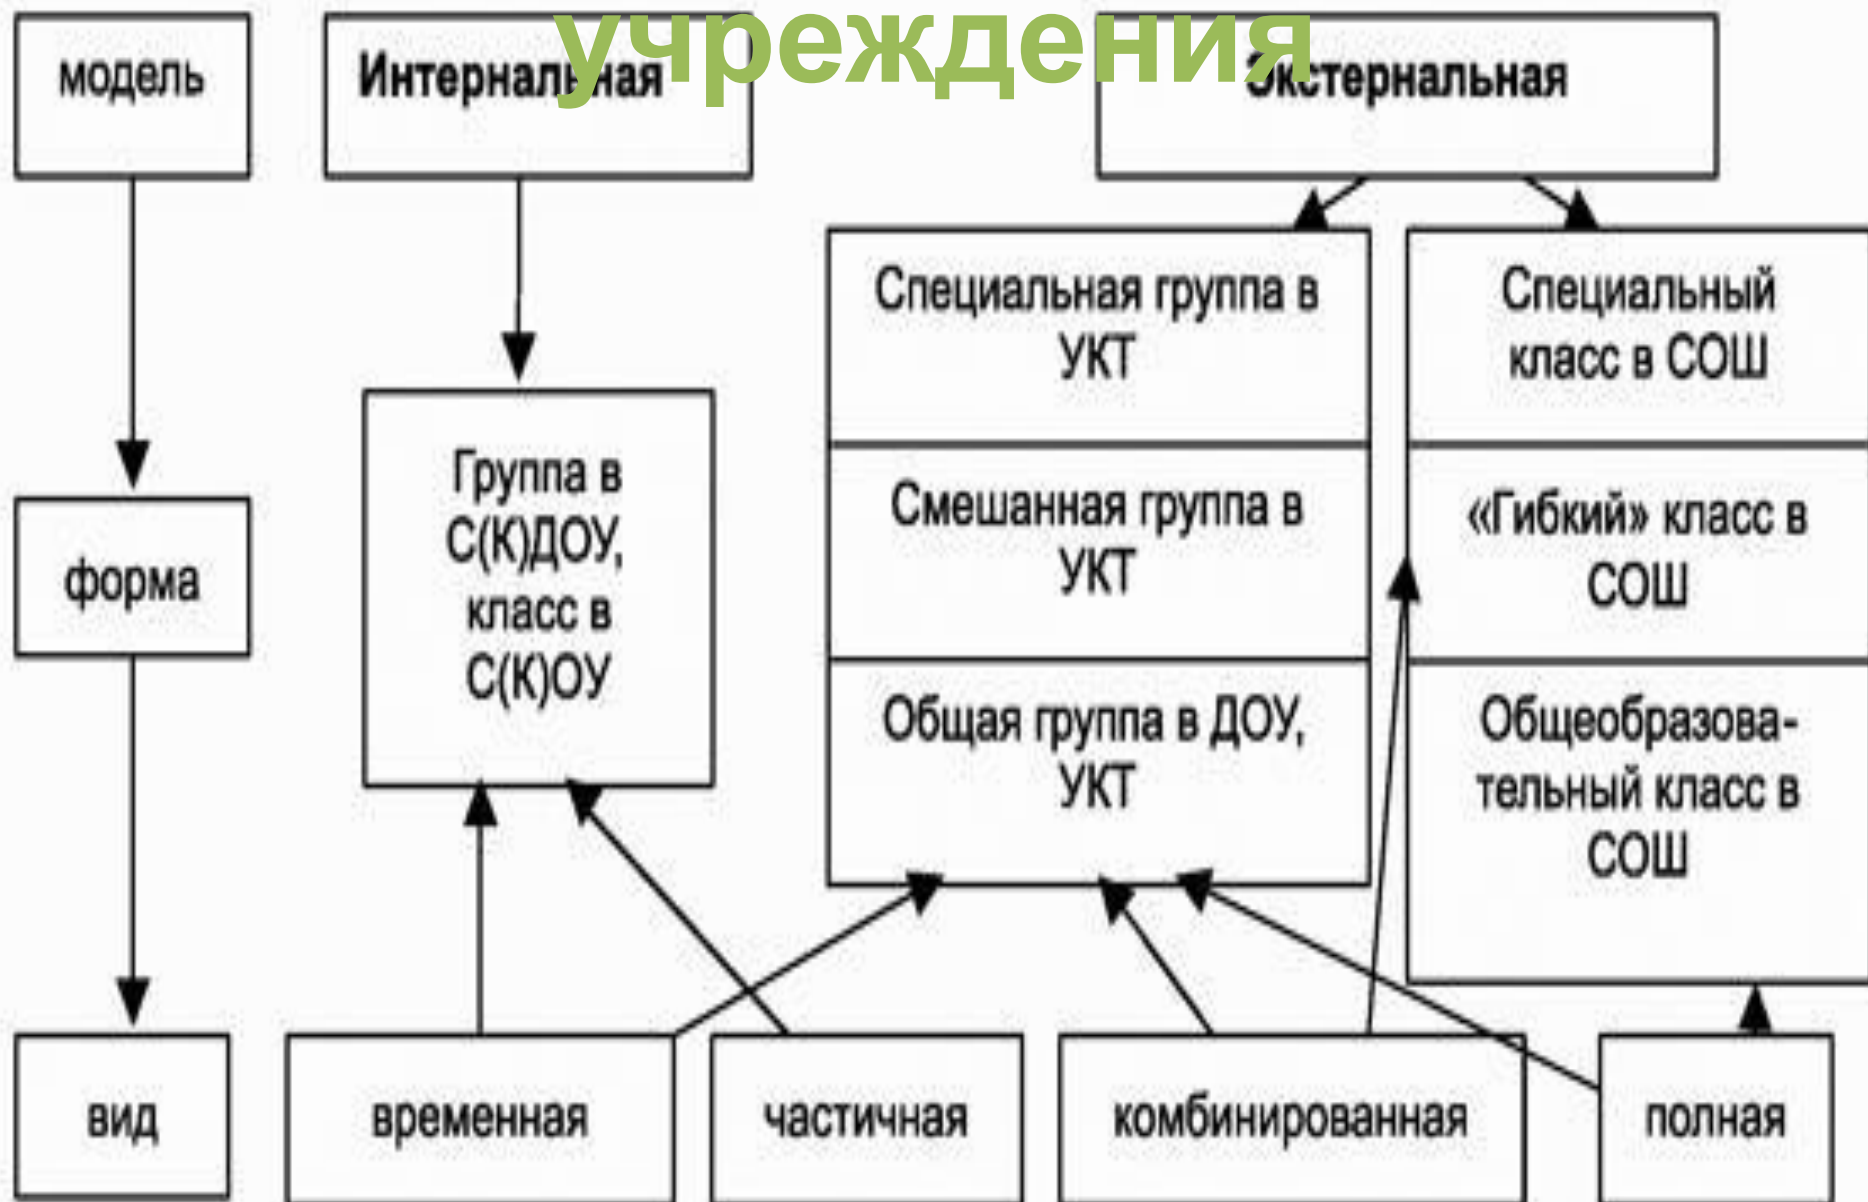 учреждения
модель
Интернальная
Экстернальная
Специальная группа в
УКТ
Специальный
класс в СОШ
Группа в
С(К)ДОУ,
класс в
С(К)ОУ
Смешанная группа в
УКТ
«Гибкий» класс в
СОШ
форма
Общая группа в ДОУ,
УКТ
Общеобразова-
тельный класс в
СОШ
вид
временная
частичная
комбинированная
полная